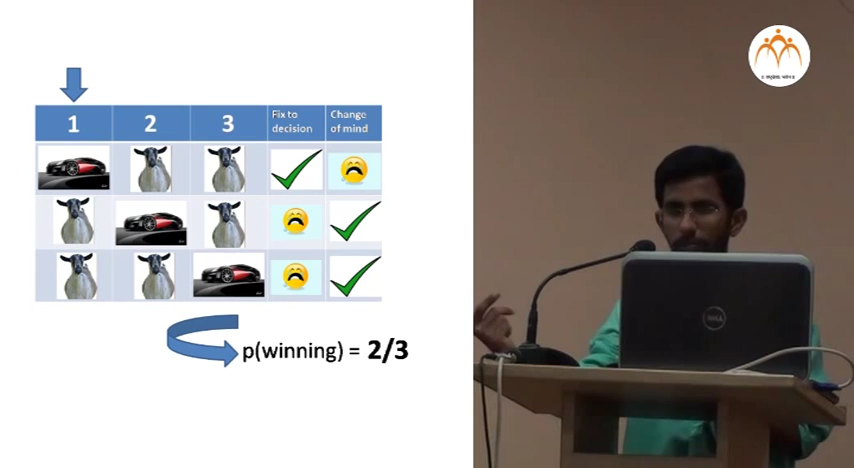 1
2
3
Fix to
decision
Change
of mind
p(winning) = 2/3
DELL